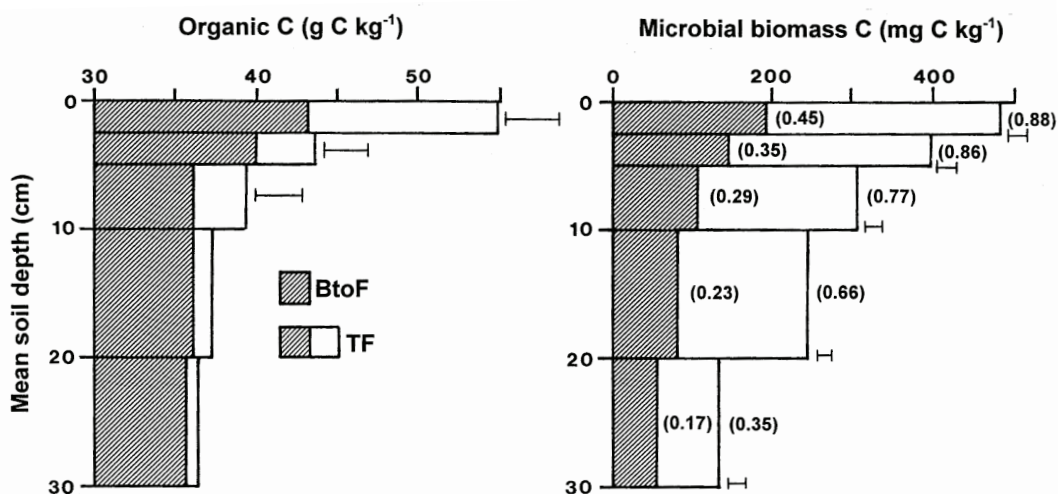 Organic C (g C kg⁻¹)
30 40 50
0
10
20
30
Mean soil depth (cm)
BtoF
TF
Microbial biomass C (mg C kg⁻¹)
0 200 400
0
10
20
30
(0.45) (0.88)
(0.35) (0.86)
(0.29) (0.77)
(0.23) (0.66)
(0.17) (0.35)